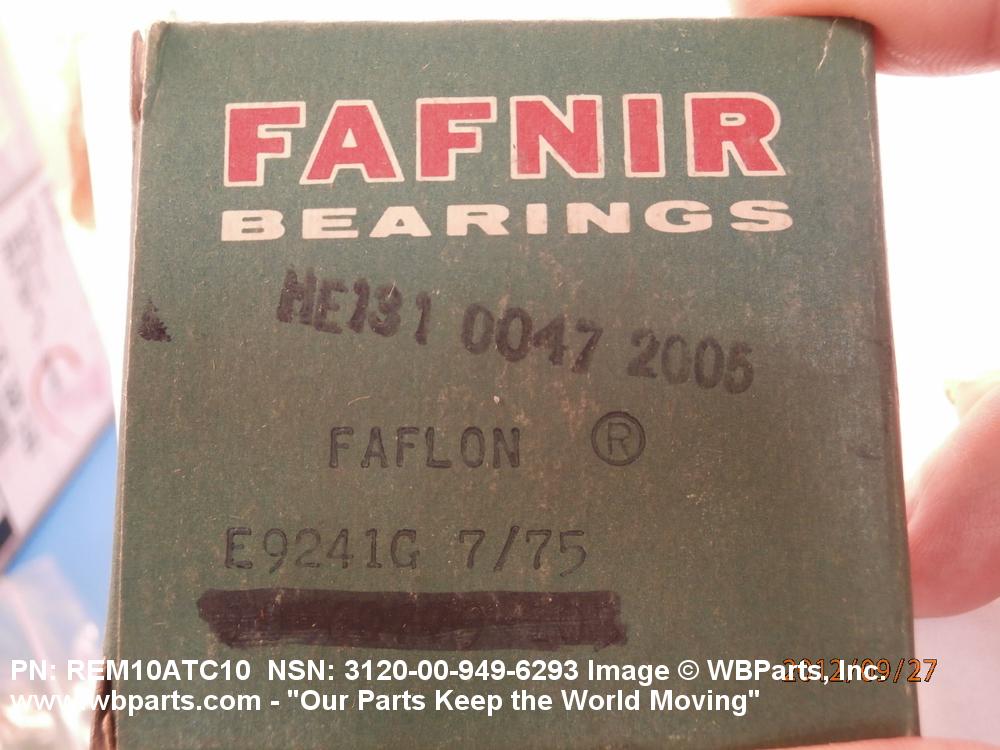 FAFNIR
BEARINGS
HE131 0047 2005
FAFLON ®
E9241G 7/75
PN: REM10ATC10 NSN: 3120-00-949-6293 Image © WBParts, Inc.
2012/09/27
www.wbparts.com - "Our Parts Keep the World Moving"